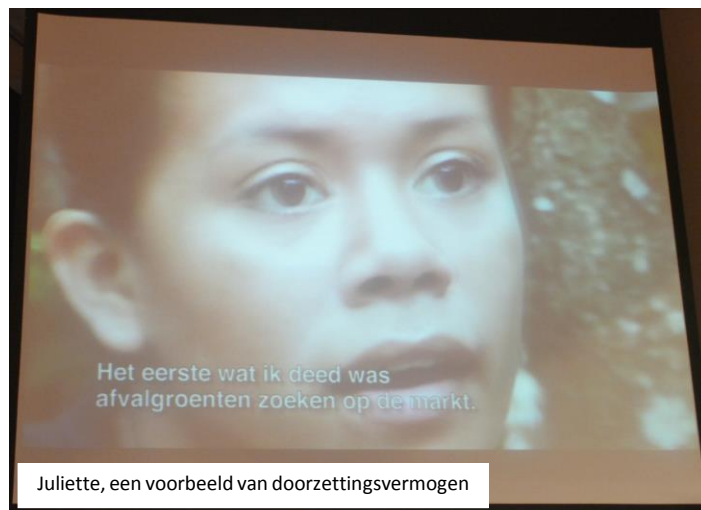 Het eerste wat ik deed was
afvalgroenten zoeken op de markt.
Juliette, een voorbeeld van doorzettingsvermogen